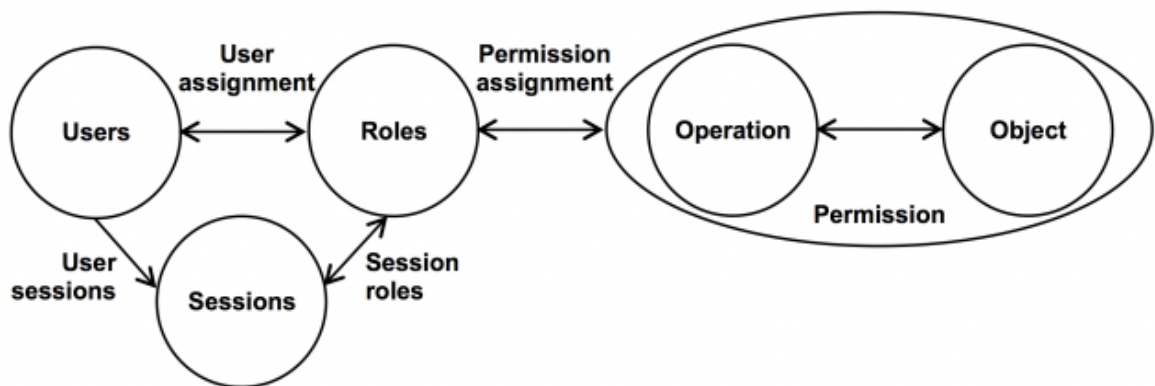 User
assignment
Permission
assignment
Users
Roles
Operation
Object
Permission
User
sessions
Sessions
Session
roles